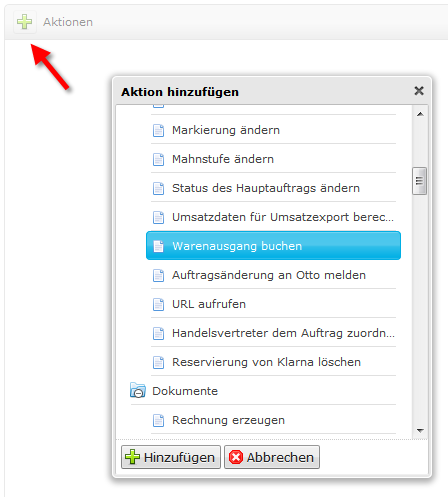 Aktionen
Aktion hinzufügen
Markierung ändern
Mahnstufe ändern
Status des Hauptauftrags ändern
Umsatzdaten für Umsatzexport berec...
Warenausgang buchen
Auftragsänderung an Otto melden
URL aufrufen
Handelsvertreter dem Auftrag zuordn...
Reservierung von Klarna löschen
Dokumente
Rechnung erzeugen
Hinzufügen
Abbrechen